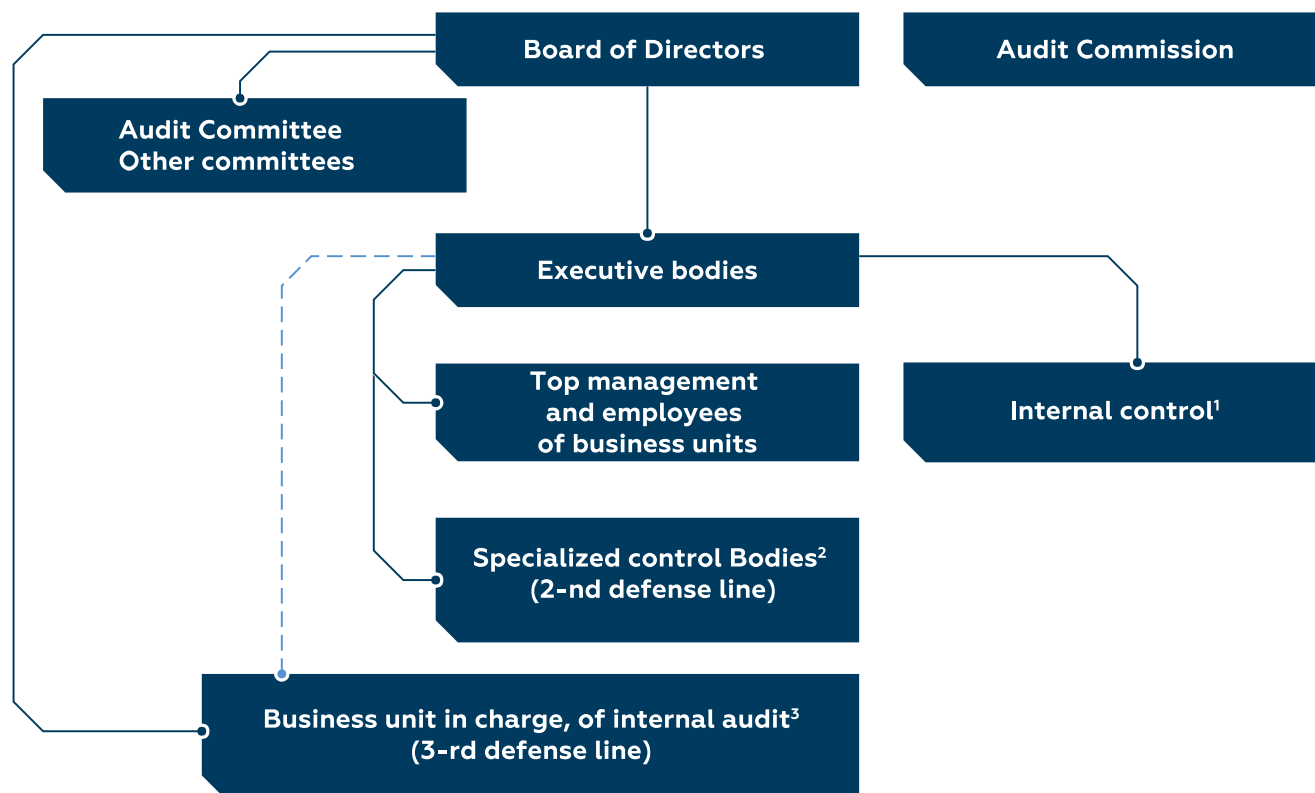 Board of Directors
Audit Commission
Audit Committee
Other committees
Executive bodies
Top management
and employees
of business units
Internal control¹
Specialized control Bodies²
(2-nd defense line)
Business unit in charge, of internal audit³
(3-rd defense line)